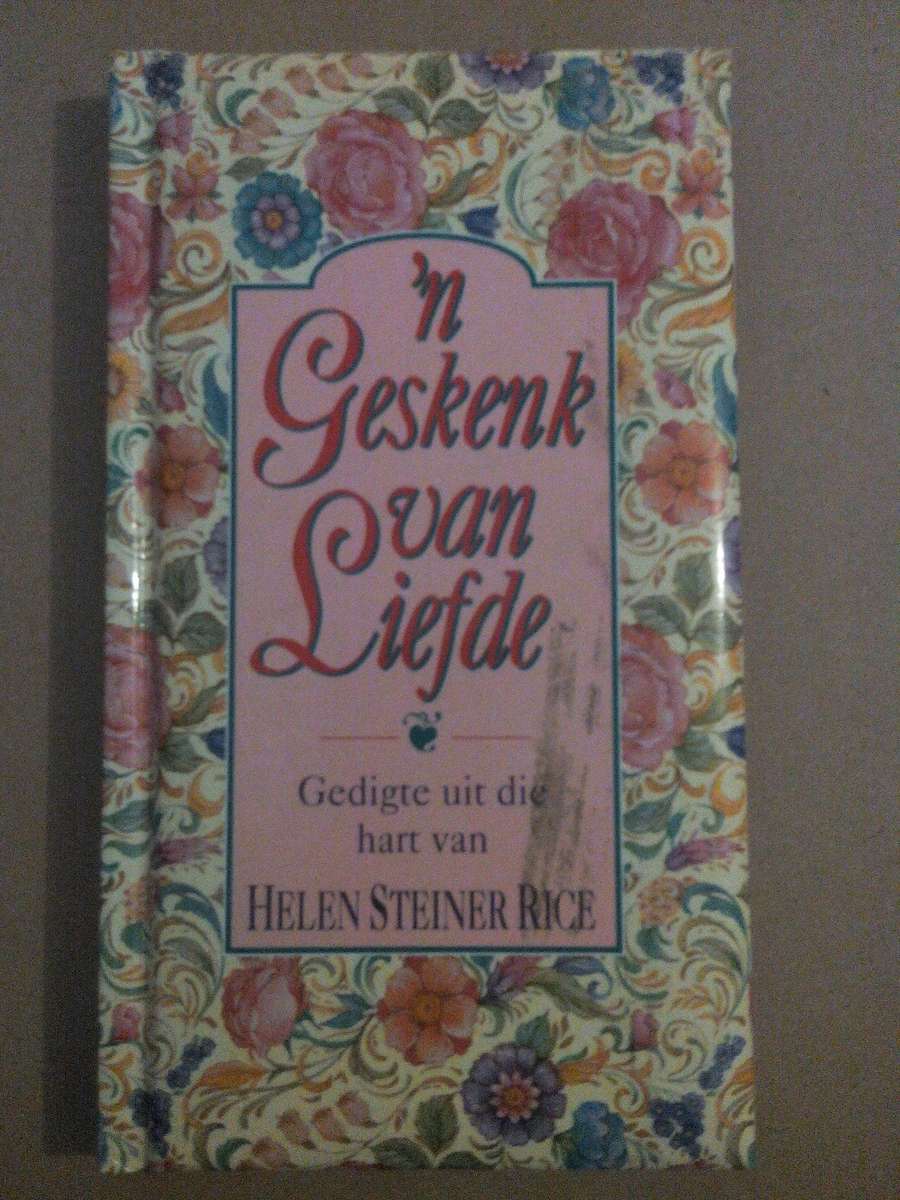 'n
Geskenk
van
Liefde
Gedigte uit die
hart van
HELEN STEINER RICE